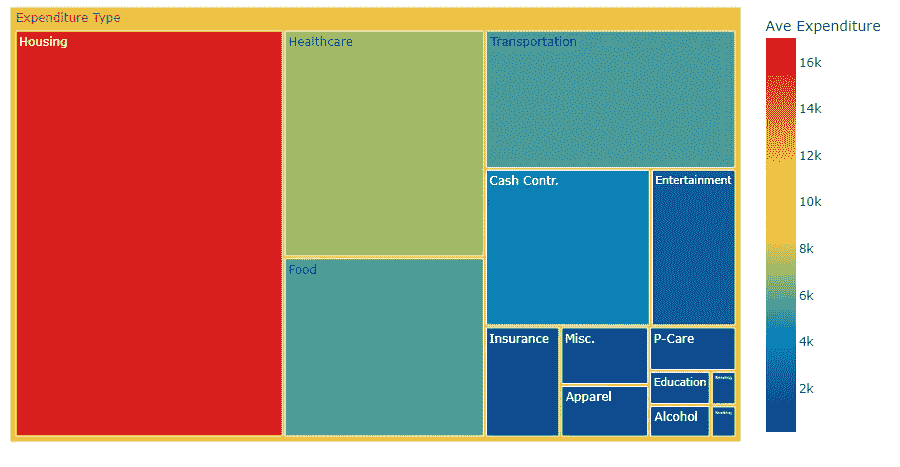 Expenditure Type
Housing
Healthcare
Transportation
Cash Contr.
Entertainment
Food
Insurance
Misc.
P-Care
Education
Apparel
Alcohol
Ave Expenditure
16k
14k
12k
10k
8k
6k
4k
2k